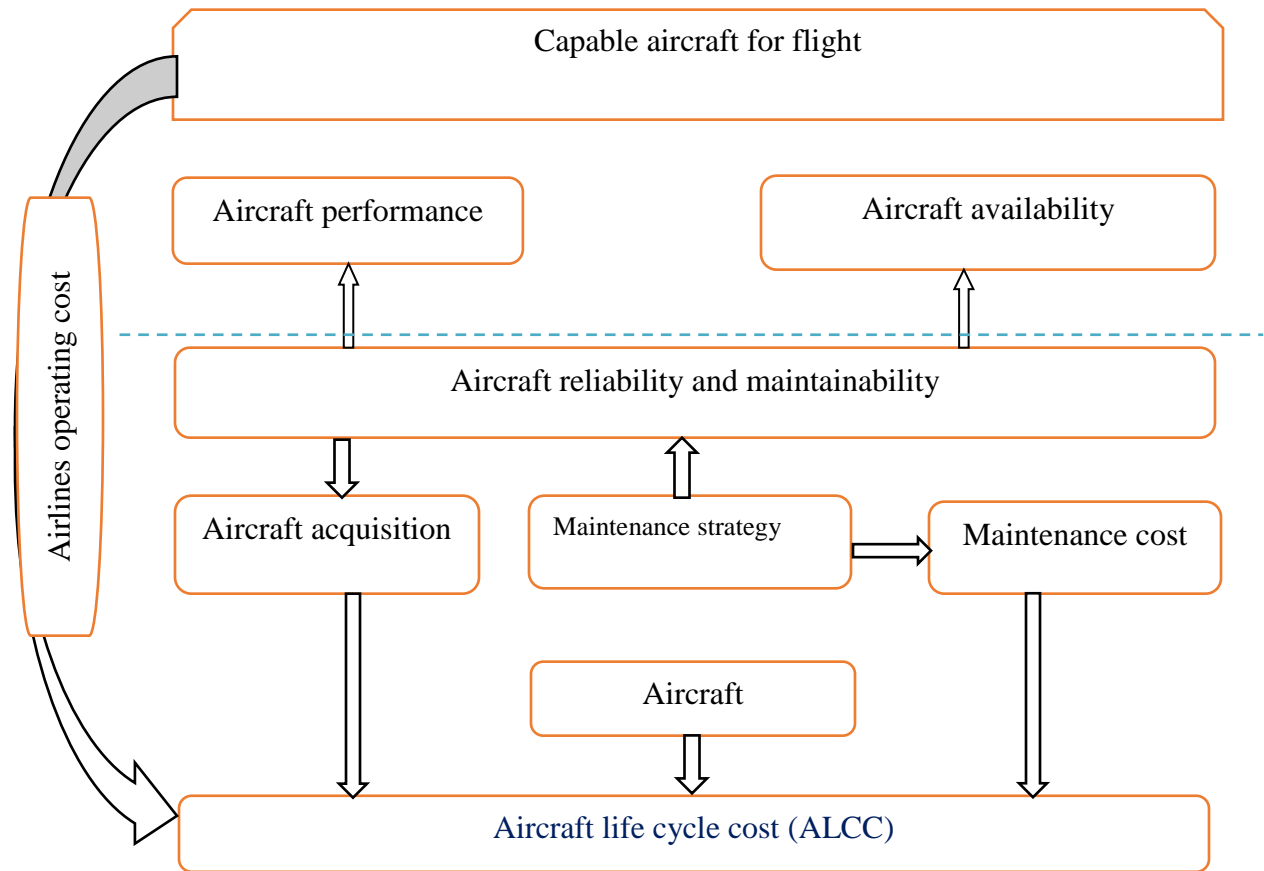 Capable aircraft for flight
Aircraft performance
Aircraft availability
Airlines operating cost
Aircraft reliability and maintainability
Aircraft acquisition
Maintenance strategy
Maintenance cost
Aircraft
Aircraft life cycle cost (ALCC)